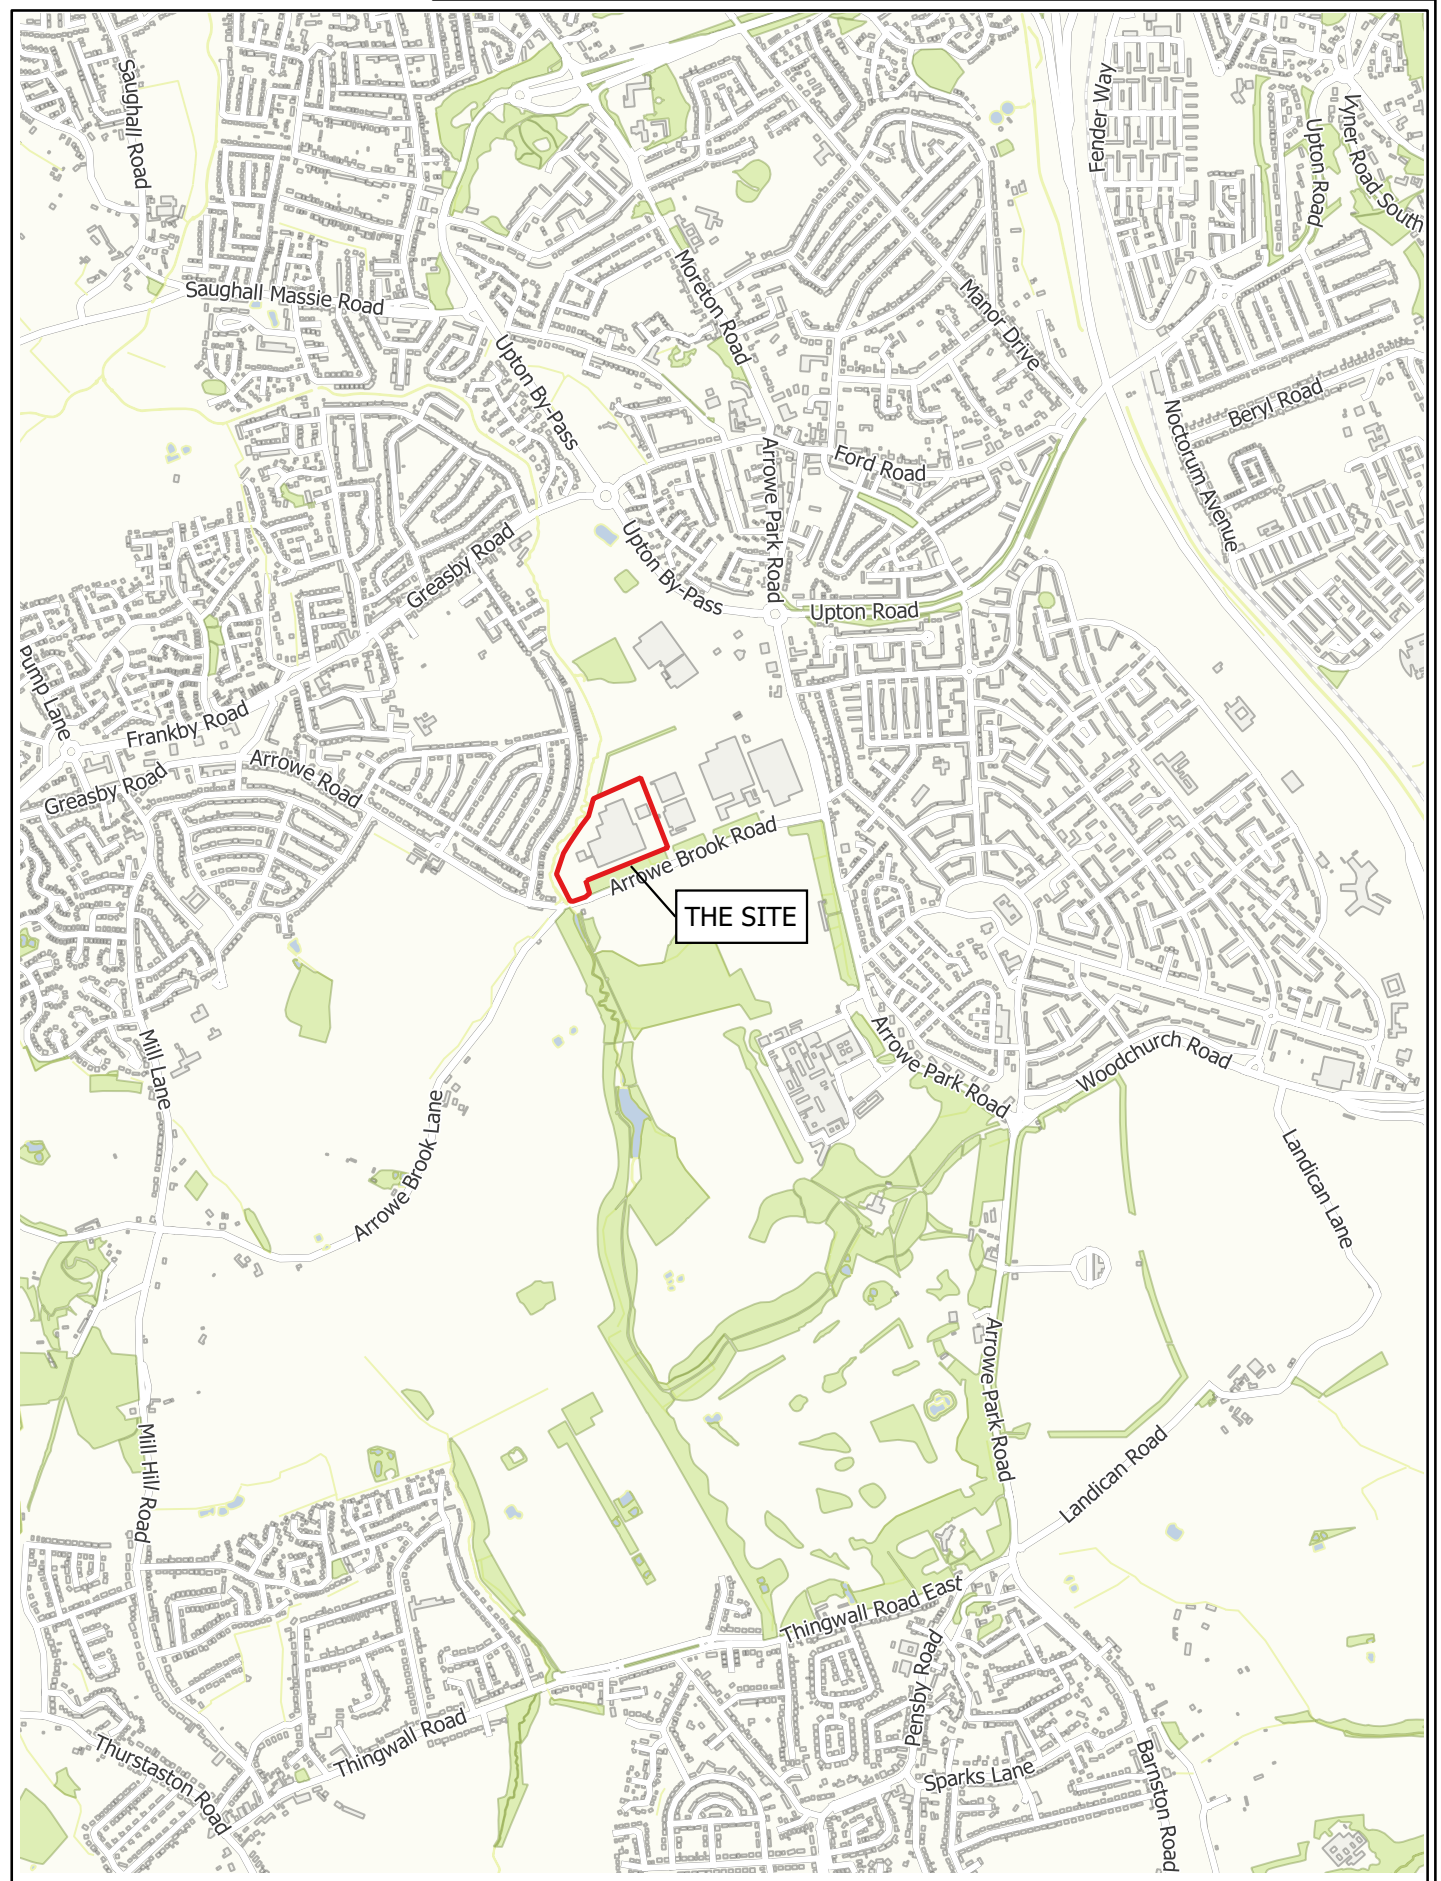 Saughall Road
Fender Way
Upton Road
Vyner Road South
Saughall Massie Road
Moreton Road
Manor Drive
Upton By-Pass
Beryl Road
Noctorum Avenue
Arrowe Park Road
Ford Road
Greasby Road
Upton By-Pass
Upton Road
Pump Lane
Frankby Road
Arrowe Road
Greasby Road
Arrowe Brook Road
THE SITE
Mill Lane
Arrowe Park Road
Woodchurch Road
Arrowe Brook Lane
Landican Lane
Arrowe Park Road
Mill Hill Road
Landican Road
Thingwall Road East
Pensby Road
Thingwall Road
Thurstaston Road
Sparks Lane
Barnston Road